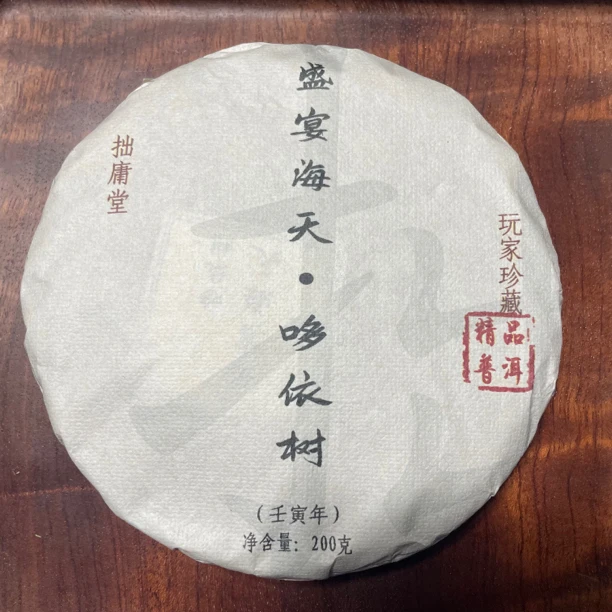 盛宴海天·哆依树
拙庸堂
玩家珍藏
精品
普洱
（壬寅年）
净含量：200克